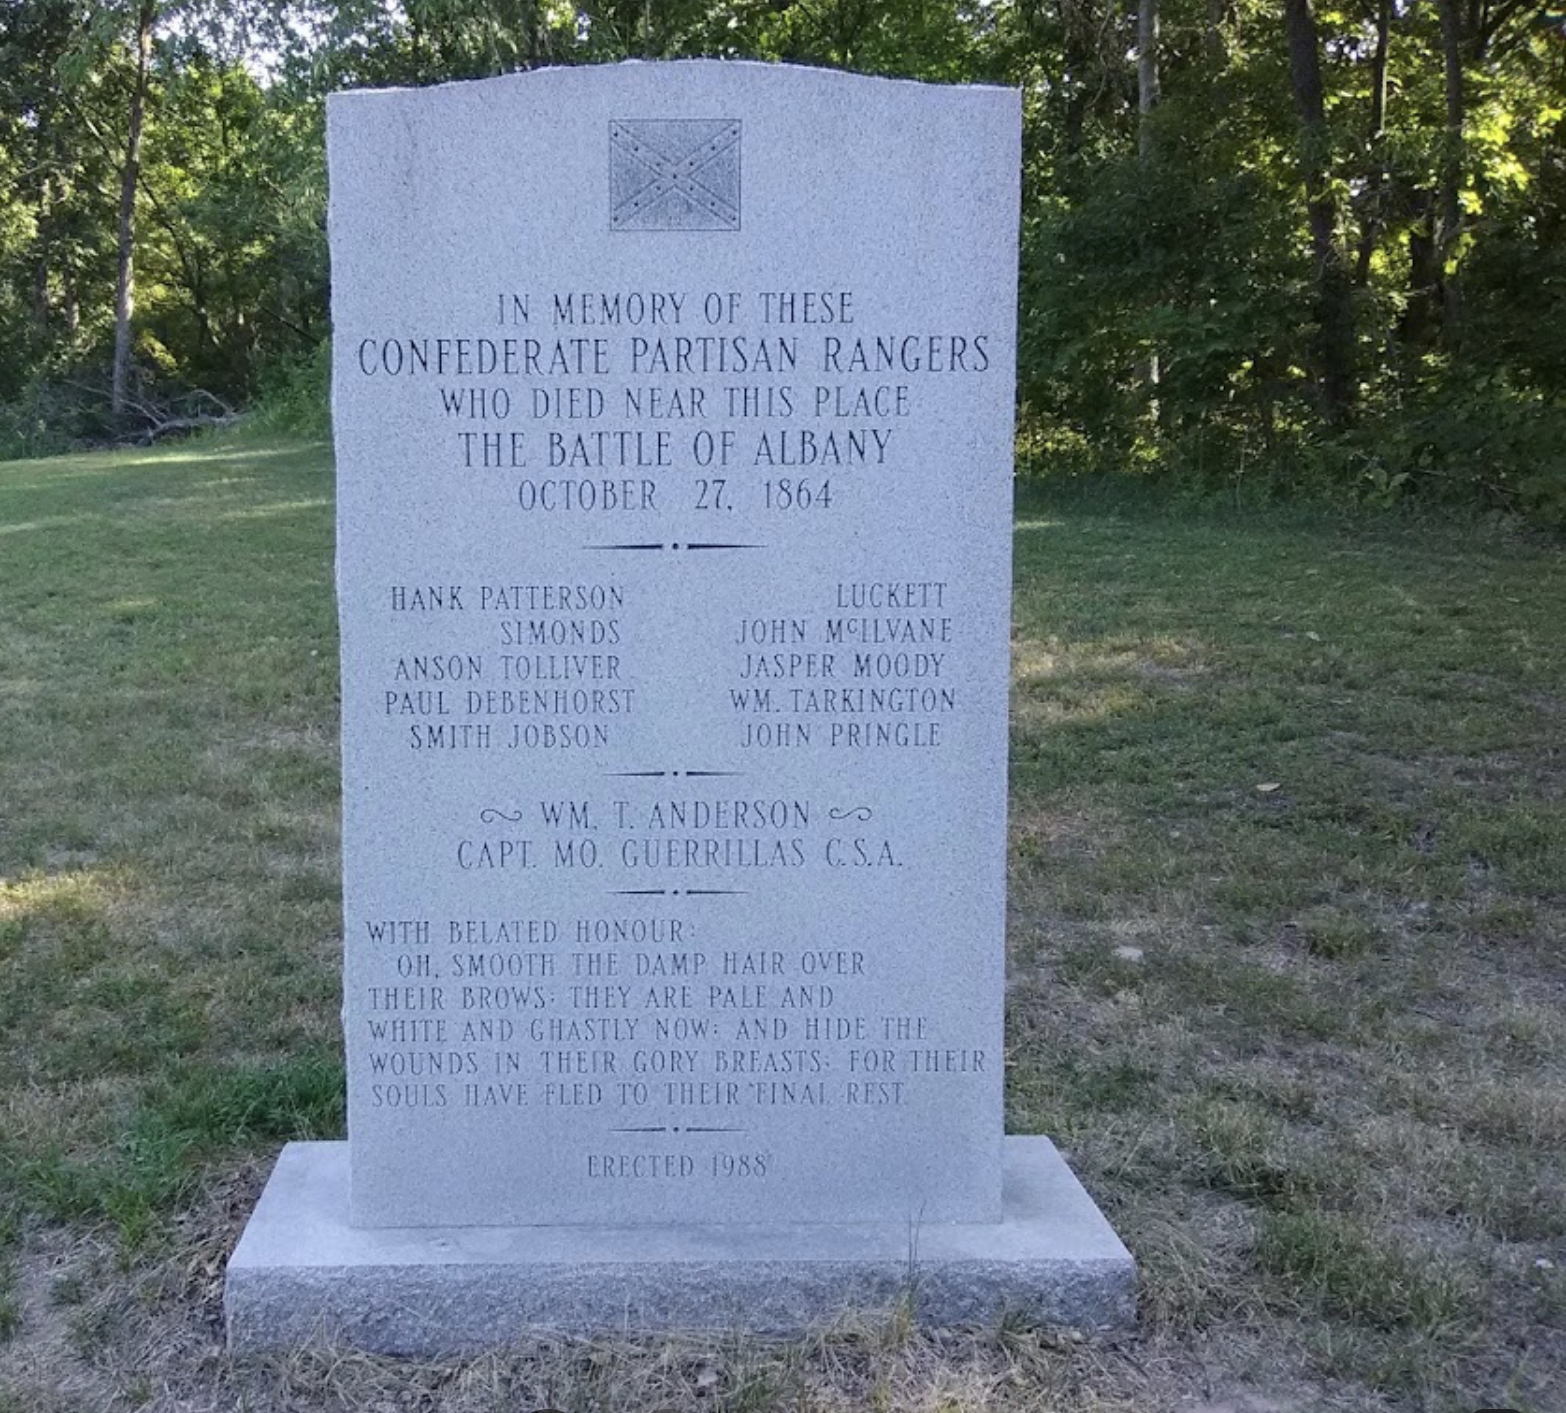 IN MEMORY OF THESE
CONFEDERATE PARTISAN RANGERS
WHO DIED NEAR THIS PLACE
THE BATTLE OF ALBANY
OCTOBER 27, 1864
HANK PATTERSON
SIMONDS
ANSON TOLLIVER
PAUL DEBENHORST
SMITH JOBSON
LUCKETT
JOHN McILVANE
JASPER MOODY
WM. TARKINGTON
JOHN PRINGLE
WM. T. ANDERSON
CAPT. MO. GUERRILLAS C.S.A.
WITH BELATED HONOUR:
OH, SMOOTH THE DAMP HAIR OVER
THEIR BROWS; THEY ARE PALE AND
WHITE AND GHASTLY NOW; AND HIDE THE
WOUNDS IN THEIR GORY BREASTS; FOR THEIR
SOULS HAVE FLED TO THEIR FINAL REST.
ERECTED 1988